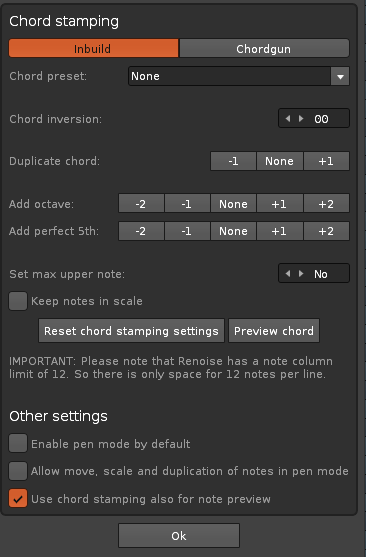 Chord stamping
Inbuild Chordgun
Chord preset: None
Chord inversion: 00
Duplicate chord: -1 None +1
Add octave: -2 -1 None +1 +2
Add perfect 5th: -2 -1 None +1 +2
Set max upper note: No
Keep notes in scale
Reset chord stamping settings Preview chord
IMPORTANT: Please note that Renoise has a note column
limit of 12. So there is only space for 12 notes per line.
Other settings
Enable pen mode by default
Allow move, scale and duplication of notes in pen mode
Use chord stamping also for note preview
Ok